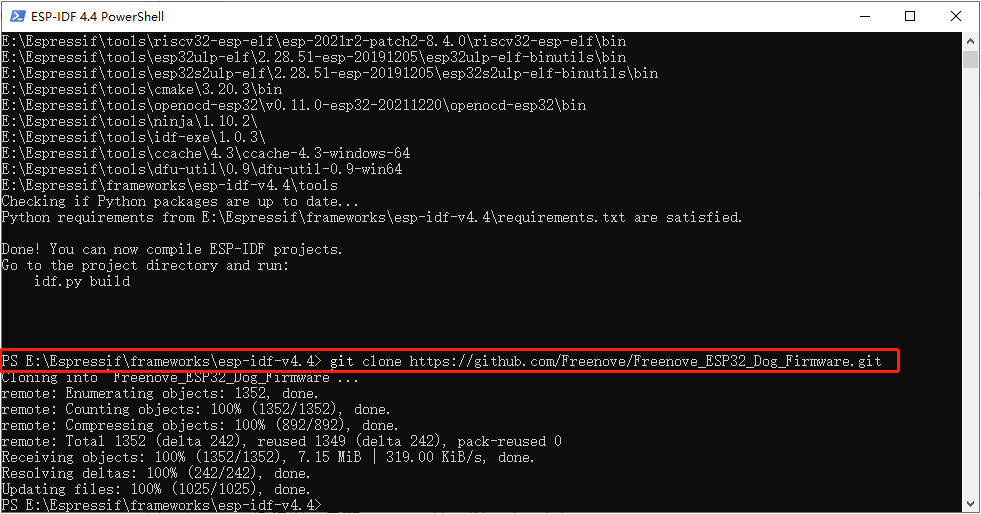 ESP-IDF 4.4 PowerShell
E:\Espressif\tools\riscv32-esp-elf\esp-2021r2-patch2-8.4.0\riscv32-esp-elf\bin
E:\Espressif\tools\esp32ulp-elf\2.28.51-esp-20191205\esp32ulp-elf-binutils\bin
E:\Espressif\tools\esp32s2ulp-elf\2.28.51-esp-20191205\esp32s2ulp-elf-binutils\bin
E:\Espressif\tools\cmake\3.20.3\bin
E:\Espressif\tools\openocd-esp32\v0.11.0-esp32-20211220\openocd-esp32\bin
E:\Espressif\tools\ninja\1.10.2\
E:\Espressif\tools\idf-exe\1.0.3\
E:\Espressif\tools\ccache\4.3\ccache-4.3-windows-64
E:\Espressif\tools\dfu-util\0.9\dfu-util-0.9-win64
E:\Espressif\frameworks\esp-idf-v4.4\tools
Checking if Python packages are up to date...
Python requirements from E:\Espressif\frameworks\esp-idf-v4.4\requirements.txt are satisfied.
Done! You can now compile ESP-IDF projects.
Go to the project directory and run:
idf.py build
PS E:\Espressif\frameworks\esp-idf-v4.4> git clone https://github.com/Freenove/Freenove_ESP32_Dog_Firmware.git
Cloning into 'Freenove_ESP32_Dog_Firmware'...
remote: Enumerating objects: 1352, done.
remote: Counting objects: 100% (1352/1352), done.
remote: Compressing objects: 100% (892/892), done.
remote: Total 1352 (delta 242), reused 1349 (delta 242), pack-reused 0
Receiving objects: 100% (1352/1352), 7.15 MiB | 319.00 KiB/s, done.
Resolving deltas: 100% (242/242), done.
Updating files: 100% (1025/1025), done.
PS E:\Espressif\frameworks\esp-idf-v4.4>